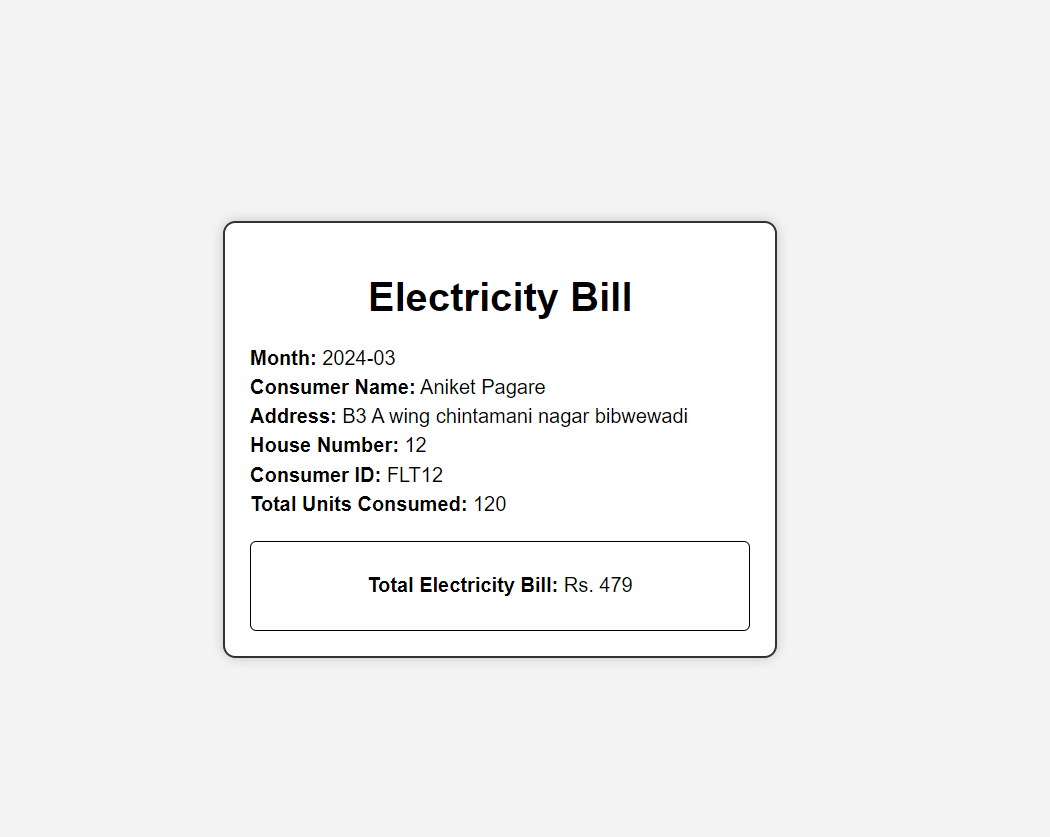 Electricity Bill
Month: 2024-03
Consumer Name: Aniket Pagare
Address: B3 A wing chintamani nagar bibwewadi
House Number: 12
Consumer ID: FLT12
Total Units Consumed: 120
Total Electricity Bill: Rs. 479